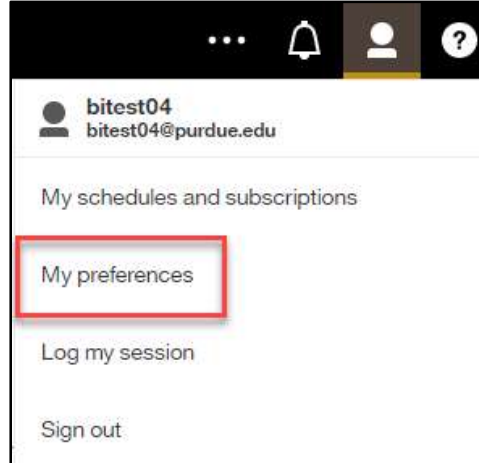 ?
bitest04
bitest04@purdue.edu
My schedules and subscriptions
My preferences
Log my session
Sign out